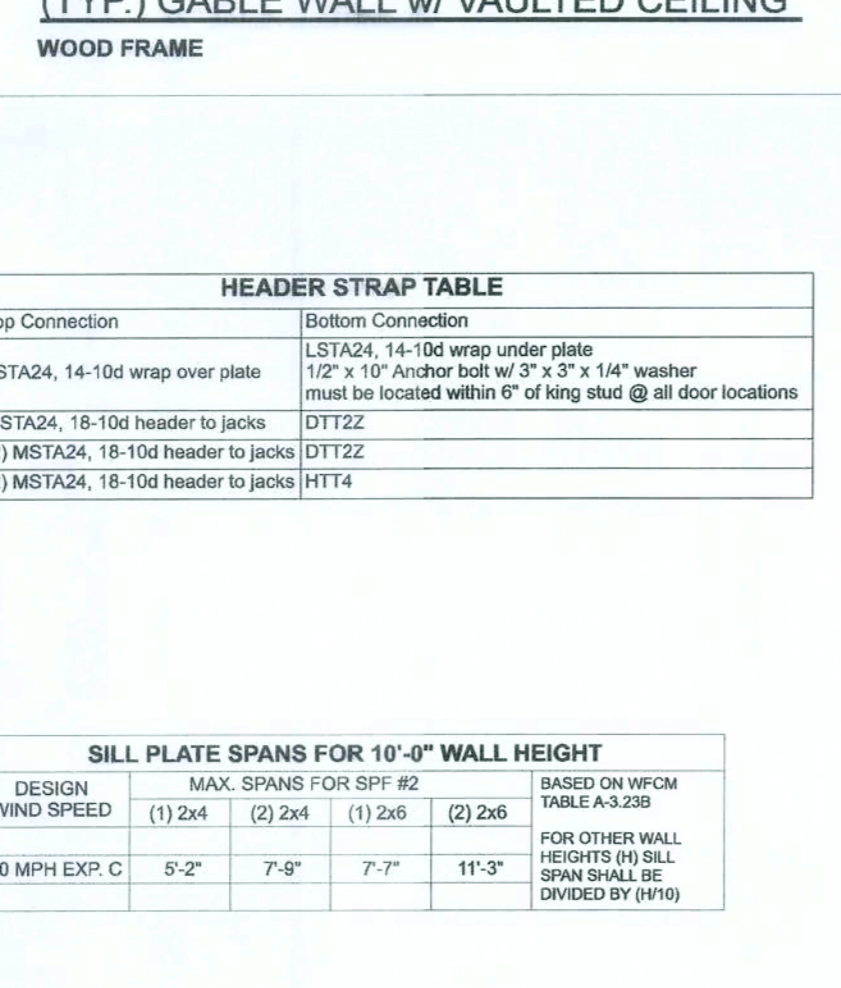 (TYP.) GABLE WALL w/ VAULTED CEILING
WOOD FRAME
HEADER STRAP TABLE
op Connection
Bottom Connection
STA24, 14-10d wrap over plate
LSTA24, 14-10d wrap under plate
1/2" x 10" Anchor bolt w/ 3" x 3" x 1/4" washer
must be located within 6" of king stud @ all door locations
STA24, 18-10d header to jacks
DTT2Z
) MSTA24, 18-10d header to jacks
DTT2Z
) MSTA24, 18-10d header to jacks
HTT4
SILL PLATE SPANS FOR 10'-0" WALL HEIGHT
DESIGN
WIND SPEED
MAX. SPANS FOR SPF #2
(1) 2x4
(2) 2x4
(1) 2x6
(2) 2x6
0 MPH EXP. C
5'-2"
7'-9"
7'-7"
11'-3"
BASED ON WFCM
TABLE A-3.23B
FOR OTHER WALL
HEIGHTS (H) SILL
SPAN SHALL BE
DIVIDED BY (H/10)